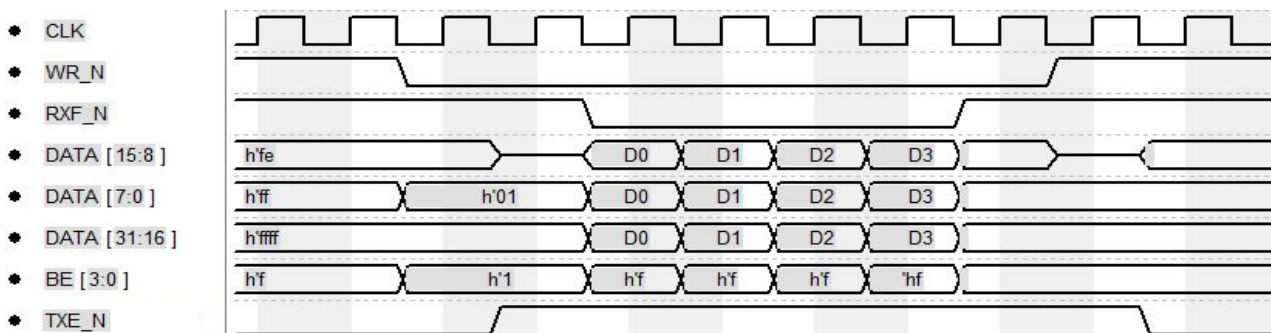 CLK
WR_N
RXF_N
DATA [15:8] h'fe D0 D1 D2 D3
DATA [7:0] h'ff h'01 D0 D1 D2 D3
DATA [31:16] h'ffff D0 D1 D2 D3
BE [3:0] h'f h'1 h'f h'f h'f 'hf
TXE_N